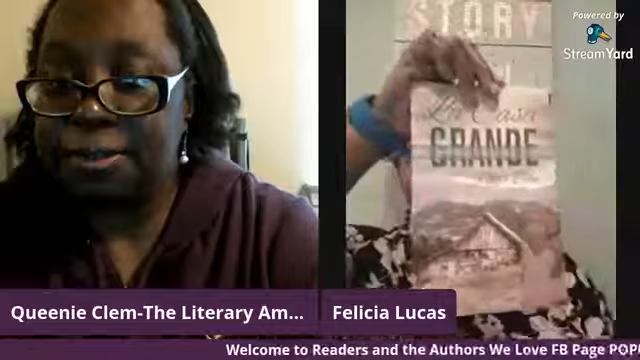 STORY
Powered by
StreamYard
La Casa
GRANDE
Queenie Clem-The Literary Am...
Felicia Lucas
Welcome to Readers and the Authors We Love FB Page POP